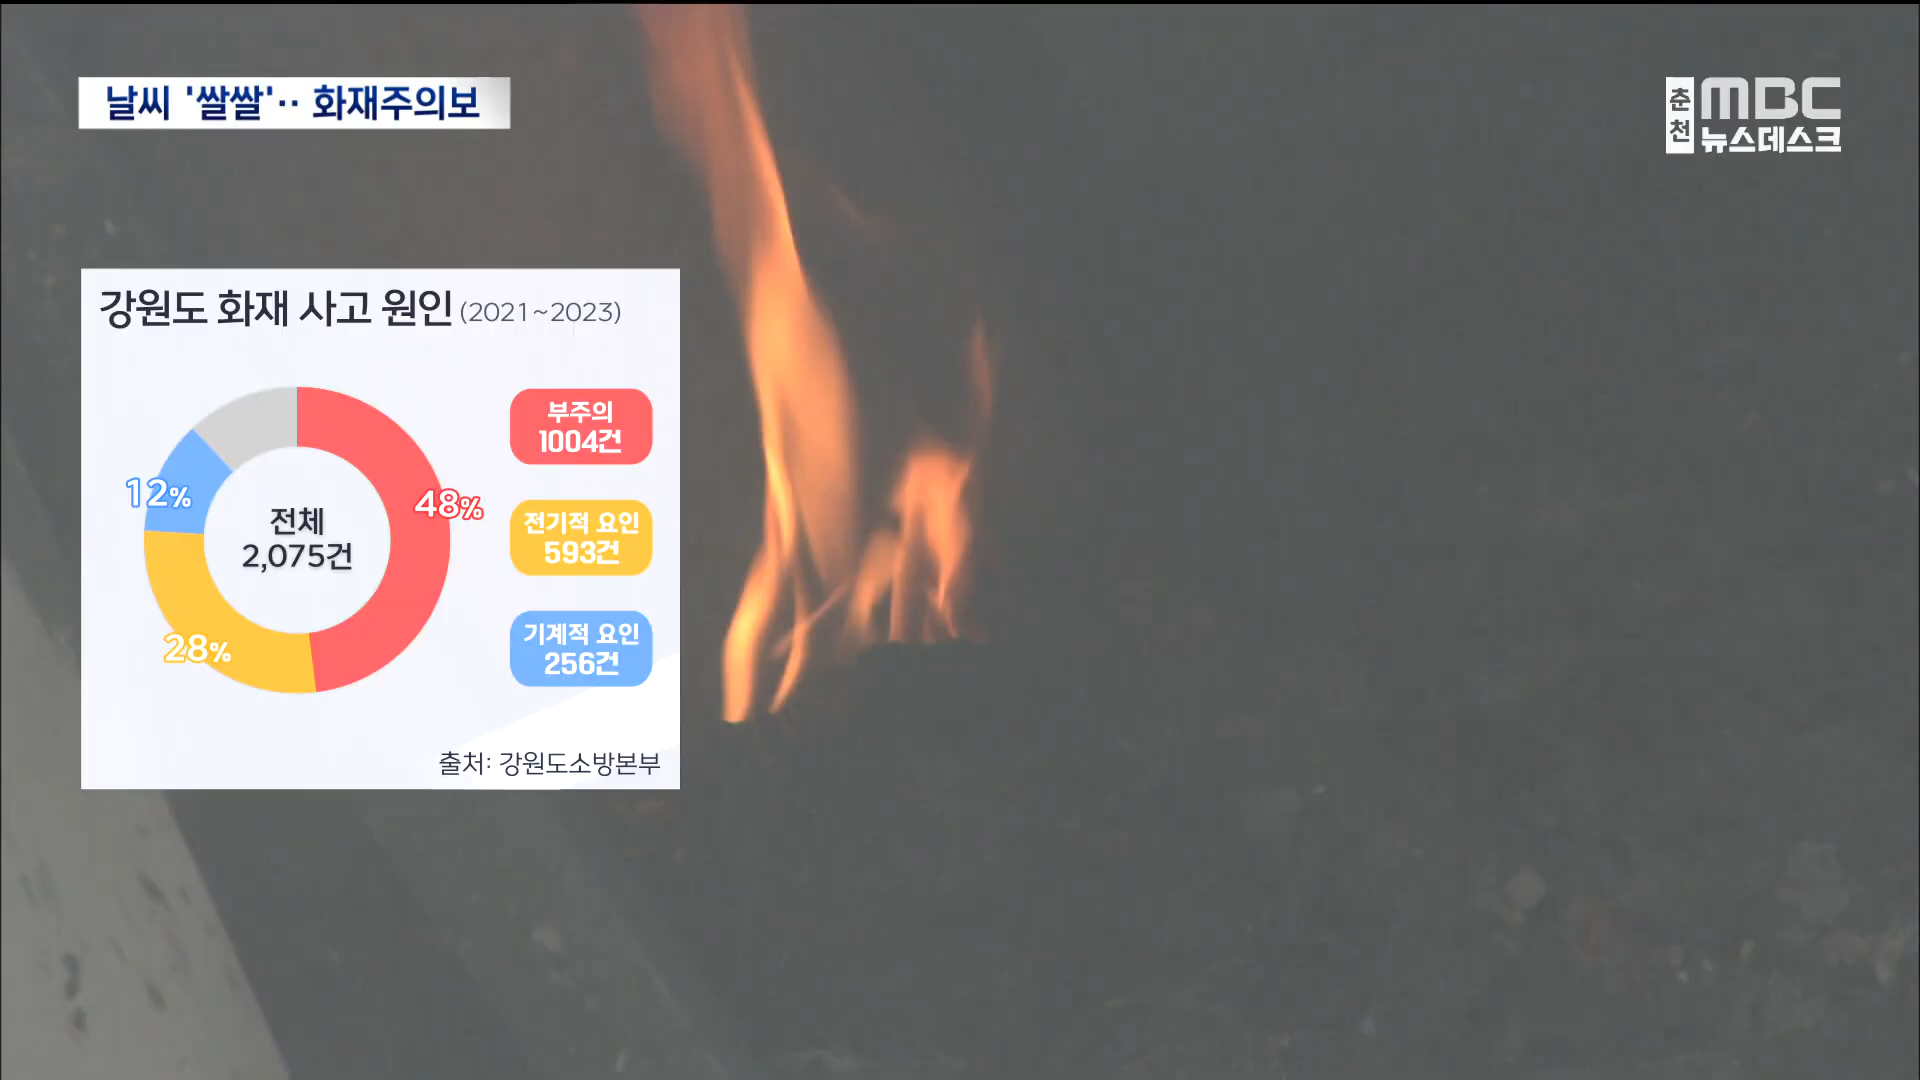 날씨 '쌀쌀'‥ 화재주의보
춘천
MBC
뉴스데스크
강원도 화재 사고 원인 (2021~2023)
48%
28%
12%
전체
2,075건
부주의
1004건
전기적 요인
593건
기계적 요인
256건
출처: 강원도소방본부